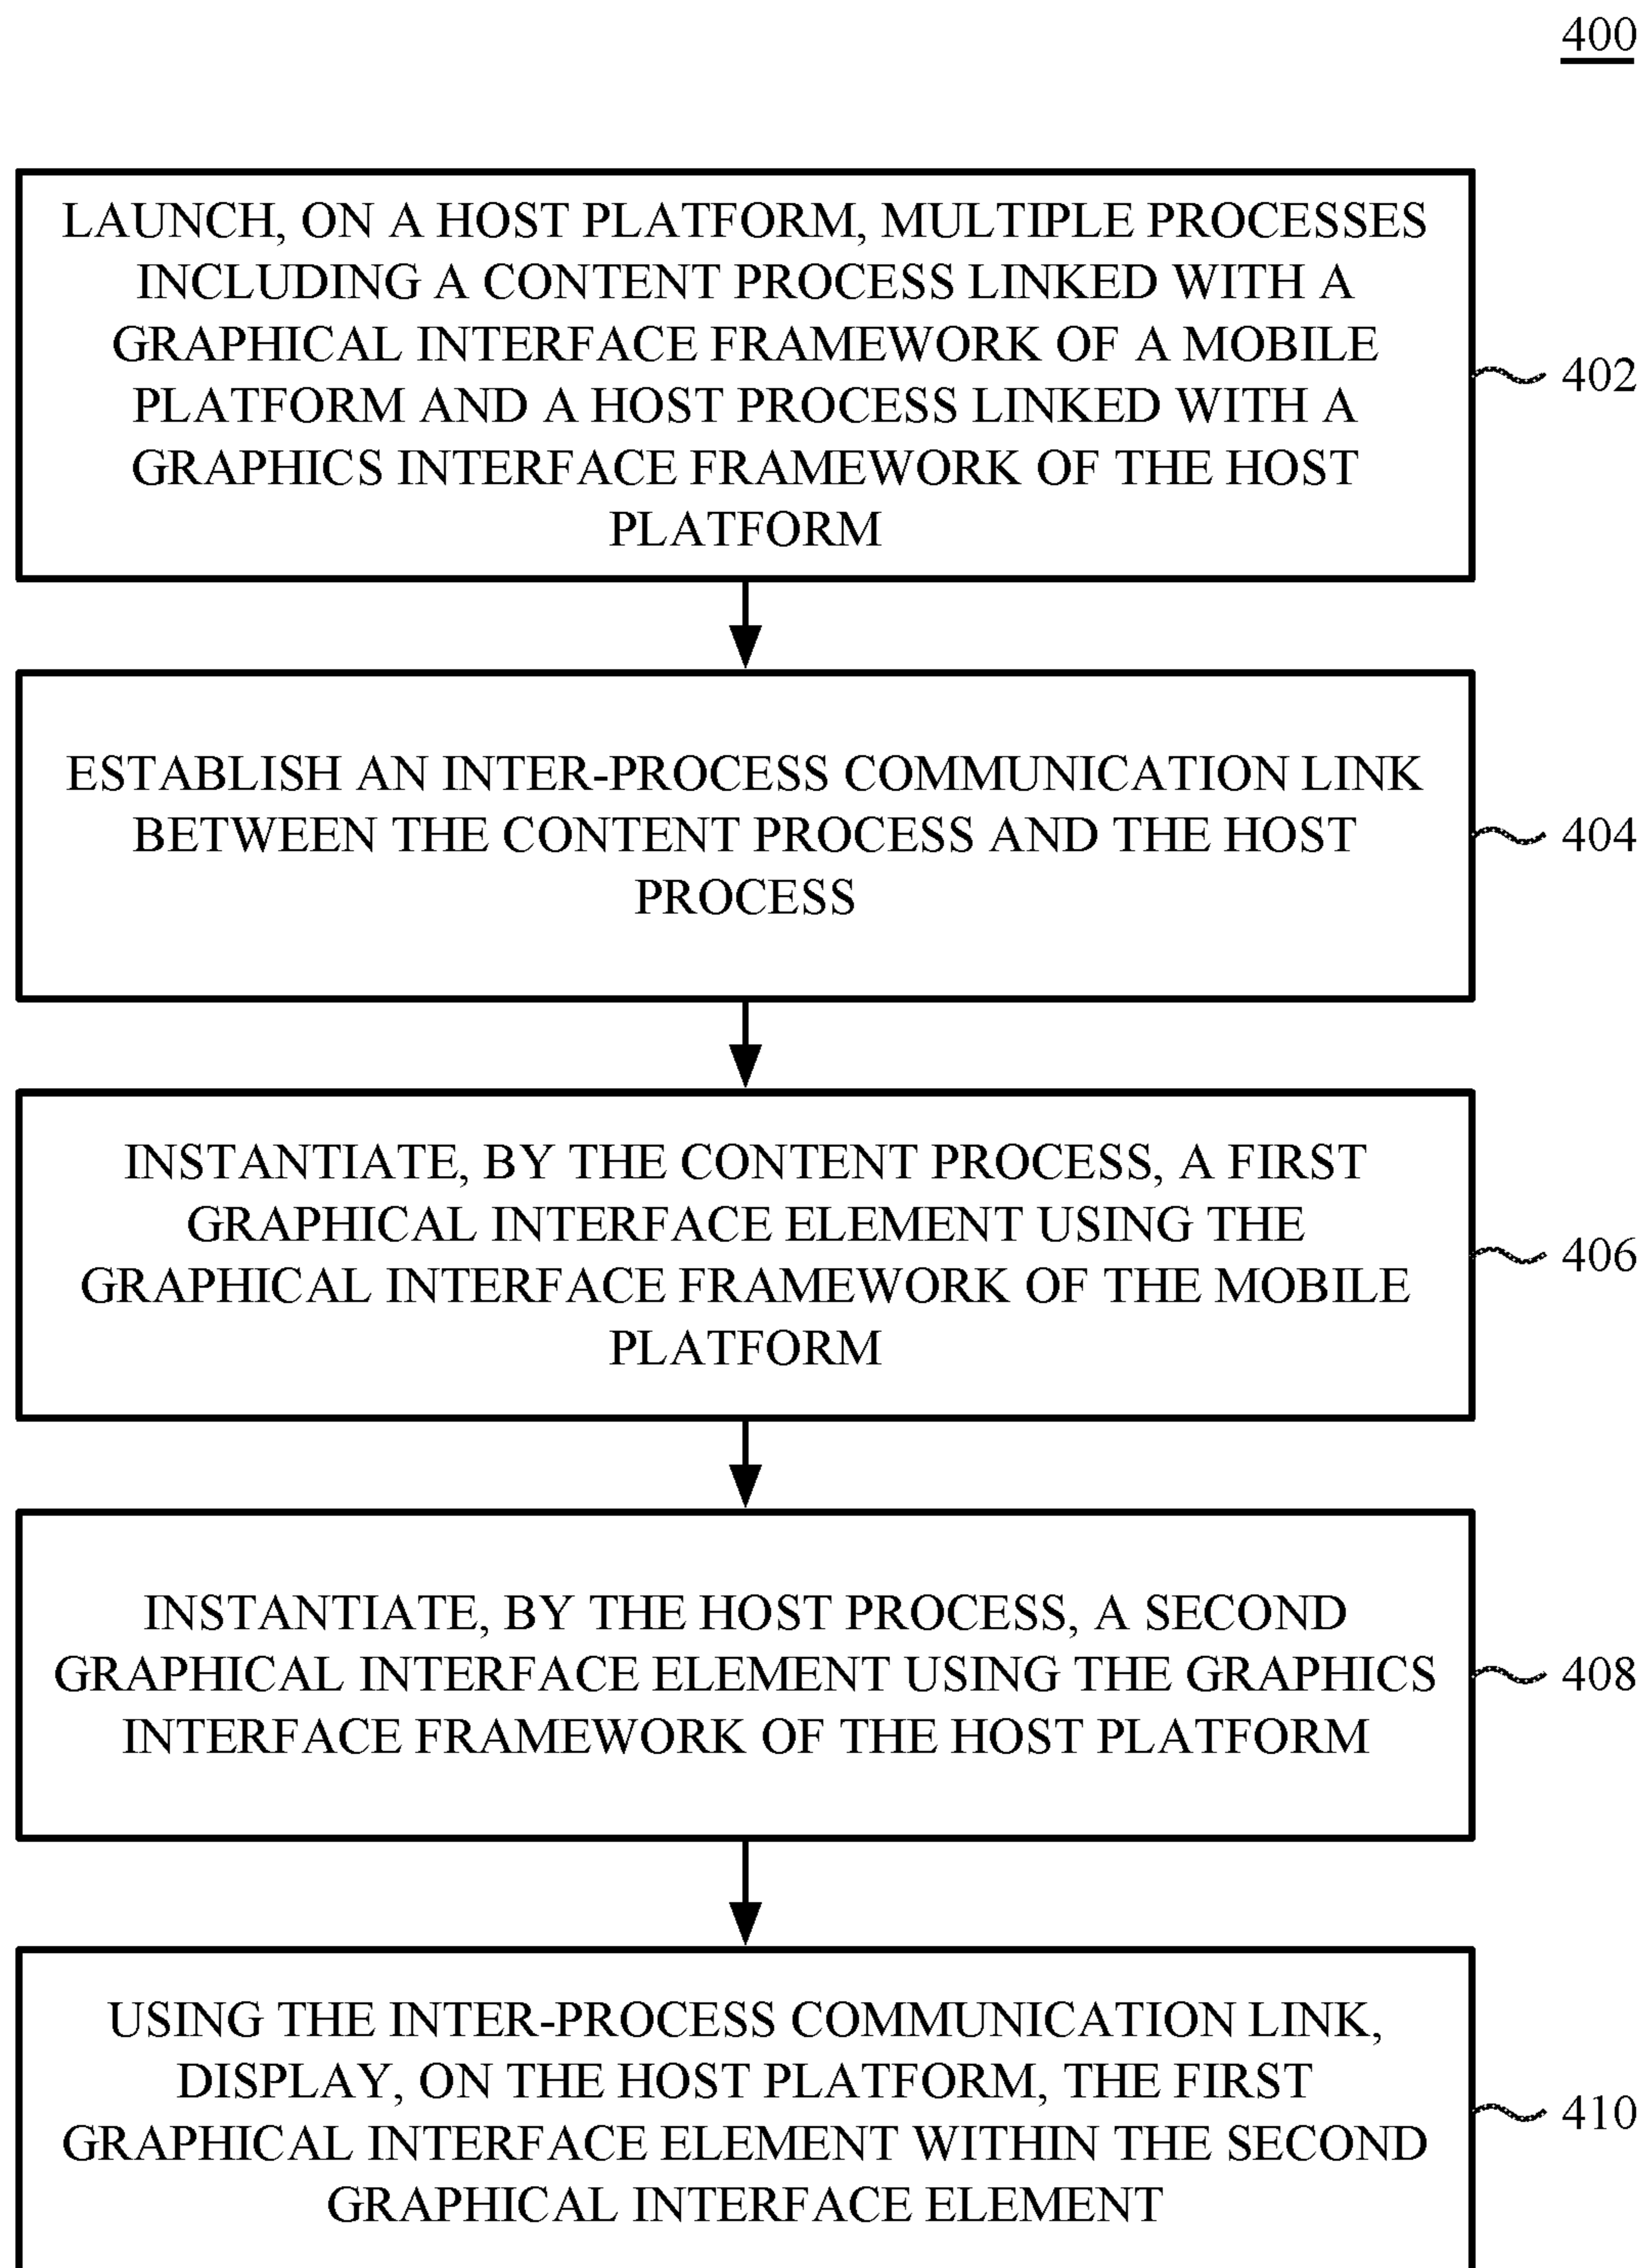 400
LAUNCH, ON A HOST PLATFORM, MULTIPLE PROCESSES
INCLUDING A CONTENT PROCESS LINKED WITH A
GRAPHICAL INTERFACE FRAMEWORK OF A MOBILE
PLATFORM AND A HOST PROCESS LINKED WITH A
GRAPHICS INTERFACE FRAMEWORK OF THE HOST
PLATFORM
402
ESTABLISH AN INTER-PROCESS COMMUNICATION LINK
BETWEEN THE CONTENT PROCESS AND THE HOST
PROCESS
404
INSTANTIATE, BY THE CONTENT PROCESS, A FIRST
GRAPHICAL INTERFACE ELEMENT USING THE
GRAPHICAL INTERFACE FRAMEWORK OF THE MOBILE
PLATFORM
406
INSTANTIATE, BY THE HOST PROCESS, A SECOND
GRAPHICAL INTERFACE ELEMENT USING THE GRAPHICS
INTERFACE FRAMEWORK OF THE HOST PLATFORM
408
USING THE INTER-PROCESS COMMUNICATION LINK,
DISPLAY, ON THE HOST PLATFORM, THE FIRST
GRAPHICAL INTERFACE ELEMENT WITHIN THE SECOND
GRAPHICAL INTERFACE ELEMENT
410